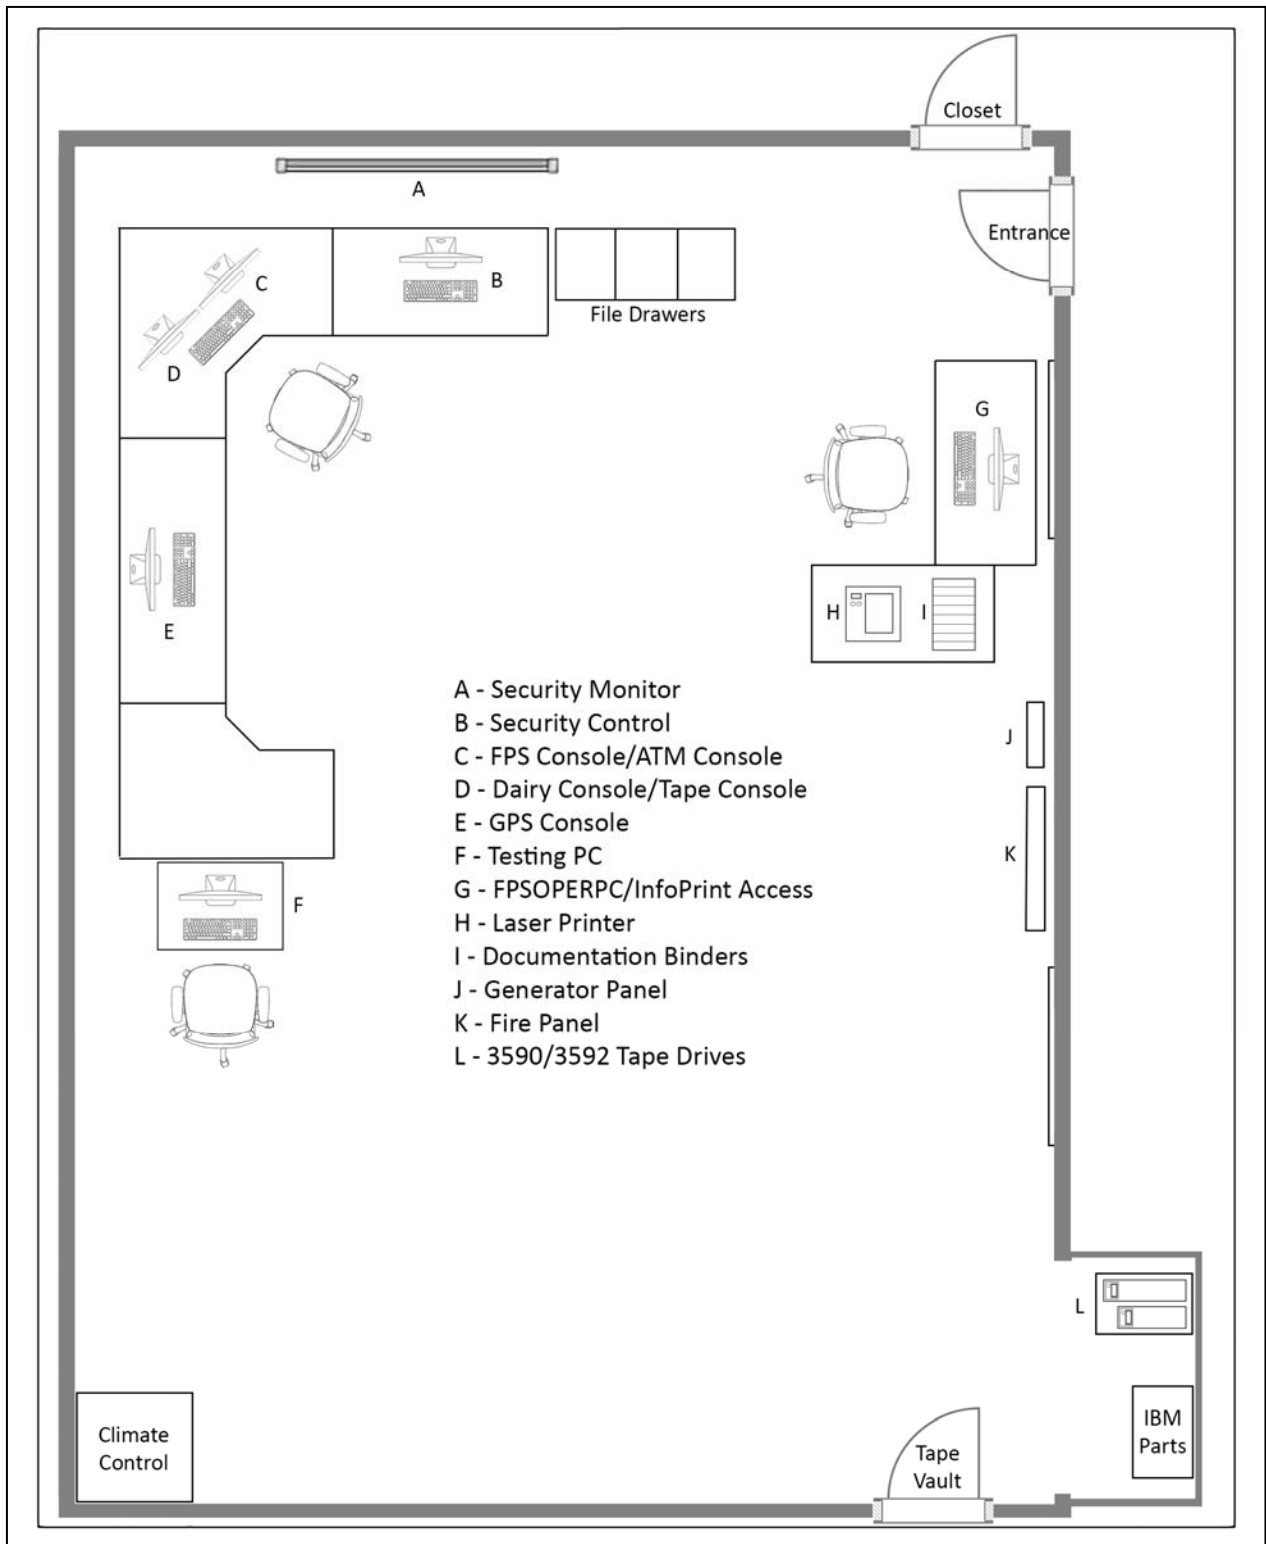 Closet
A
Entrance
C
B
File Drawers
D
G
E
H
I
A - Security Monitor
B - Security Control
C - FPS Console/ATM Console
D - Dairy Console/Tape Console
E - GPS Console
F - Testing PC
G - FPSOPERPC/InfoPrint Access
H - Laser Printer
I - Documentation Binders
J - Generator Panel
K - Fire Panel
L - 3590/3592 Tape Drives
J
K
F
L
Climate
Control
Tape
Vault
IBM
Parts